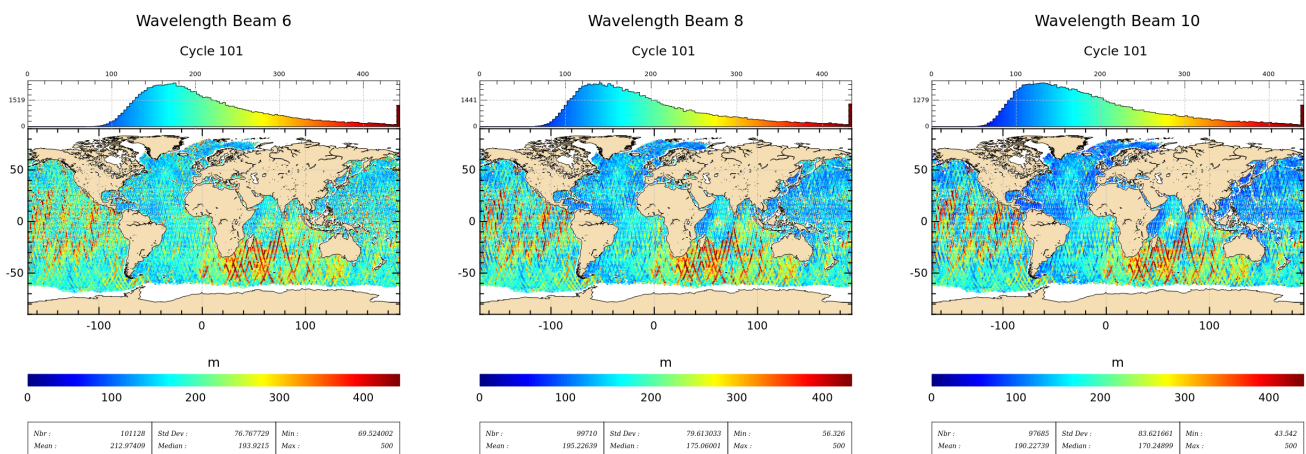 Wavelength Beam 6
Cycle 101
0 100 200 300 400
1519
0
50
0
-50
-100 0 100
m
0 100 200 300 400
Nbr : 101128 Std Dev : 76.767729 Min : 69.524002
Mean : 212.97409 Median : 193.9215 Max : 500
Wavelength Beam 8
Cycle 101
0 100 200 300 400
1441
0
50
0
-50
-100 0 100
m
0 100 200 300 400
Nbr : 99710 Std Dev : 79.613033 Min : 56.326
Mean : 195.22639 Median : 175.06001 Max : 500
Wavelength Beam 10
Cycle 101
0 100 200 300 400
1279
0
50
0
-50
-100 0 100
m
0 100 200 300 400
Nbr : 97685 Std Dev : 83.621661 Min : 43.542
Mean : 190.22739 Median : 170.24899 Max : 500